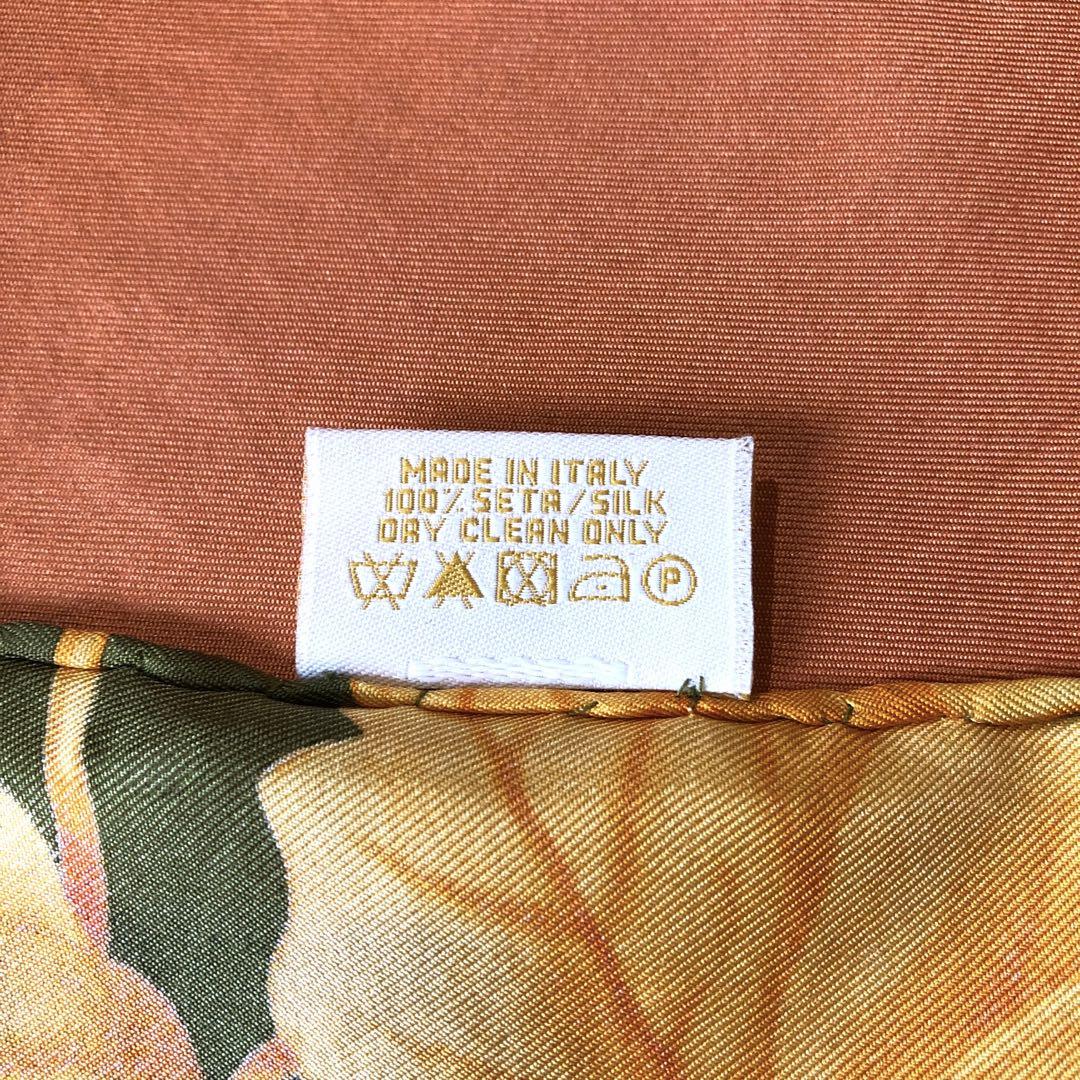 MADE IN ITALY
100% SETA/SILK
DRY CLEAN ONLY
P